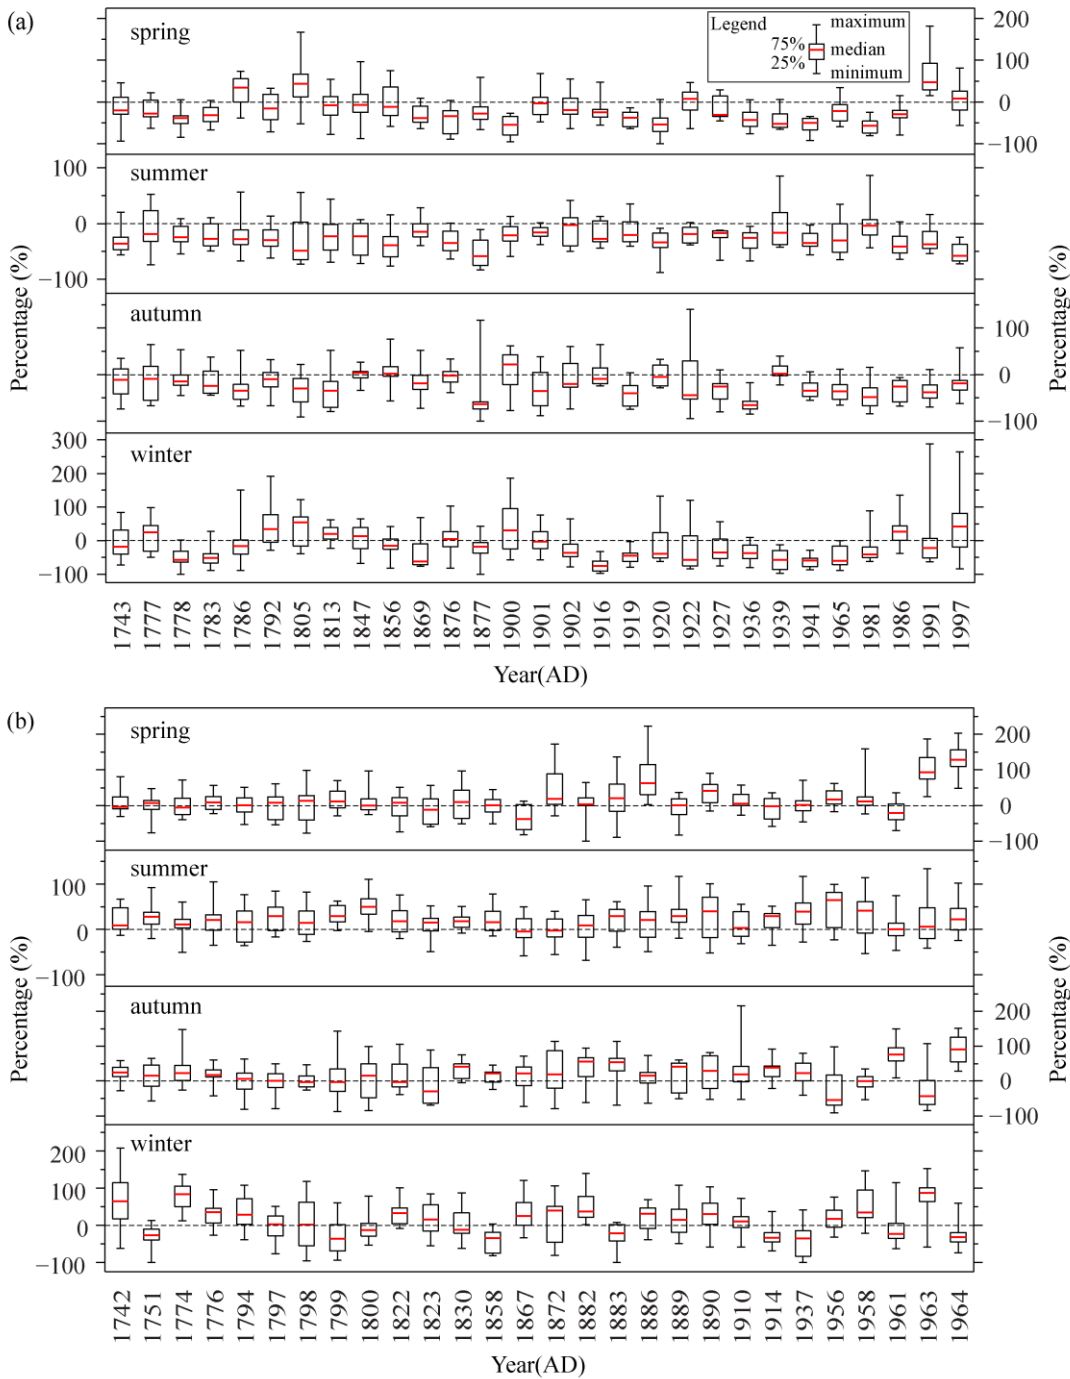 (a)
spring
Legend
maximum
75%
median
25%
minimum
200
100
0
−100
100
summer
0
−100
autumn
100
0
−100
300
winter
200
100
0
−100
Percentage (%)
Percentage (%)
1743 1777 1778 1783 1786 1792 1805 1813 1847 1856 1869 1876 1877 1900 1901 1902 1916 1919 1920 1922 1927 1936 1939 1941 1965 1981 1986 1991 1997
Year(AD)
(b)
spring
200
100
0
−100
summer
100
0
−100
autumn
200
100
0
−100
winter
200
100
0
−100
Percentage (%)
Percentage (%)
1742 1751 1774 1776 1794 1797 1798 1799 1800 1822 1823 1830 1858 1867 1872 1882 1883 1886 1889 1890 1910 1914 1937 1956 1958 1961 1963 1964
Year(AD)